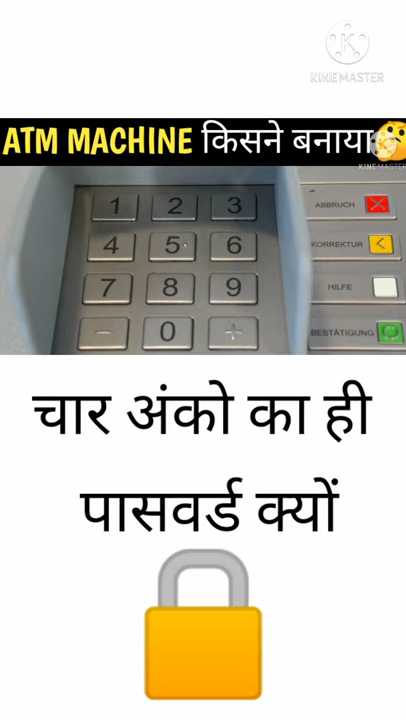 KINEMASTER
ATM MACHINE किसने बनाया
KINEMASTER
1 2 3 ABBRUCH
4 5 6 KORREKTUR
7 8 9 HILFE
- 0 + BESTÄTIGUNG
चार अंको का ही
पासवर्ड क्यों